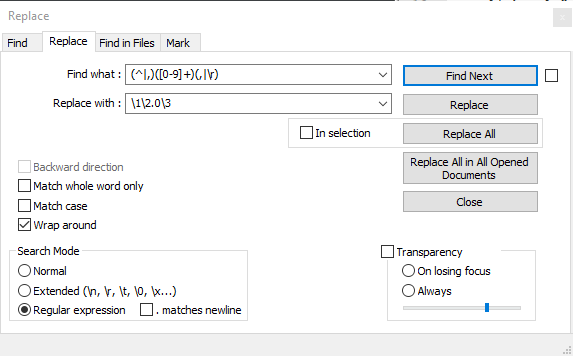 Replace
Find
Replace
Find in Files
Mark
Find what :
(^|,)([0-9]+)(,|\r)
Find Next
Replace with :
\1\2.0\3
Replace
In selection
Replace All
Replace All in All Opened
Documents
Close
Backward direction
Match whole word only
Match case
Wrap around
Search Mode
Normal
Extended (\n, \r, \t, \0, \x...)
Regular expression
. matches newline
Transparency
On losing focus
Always